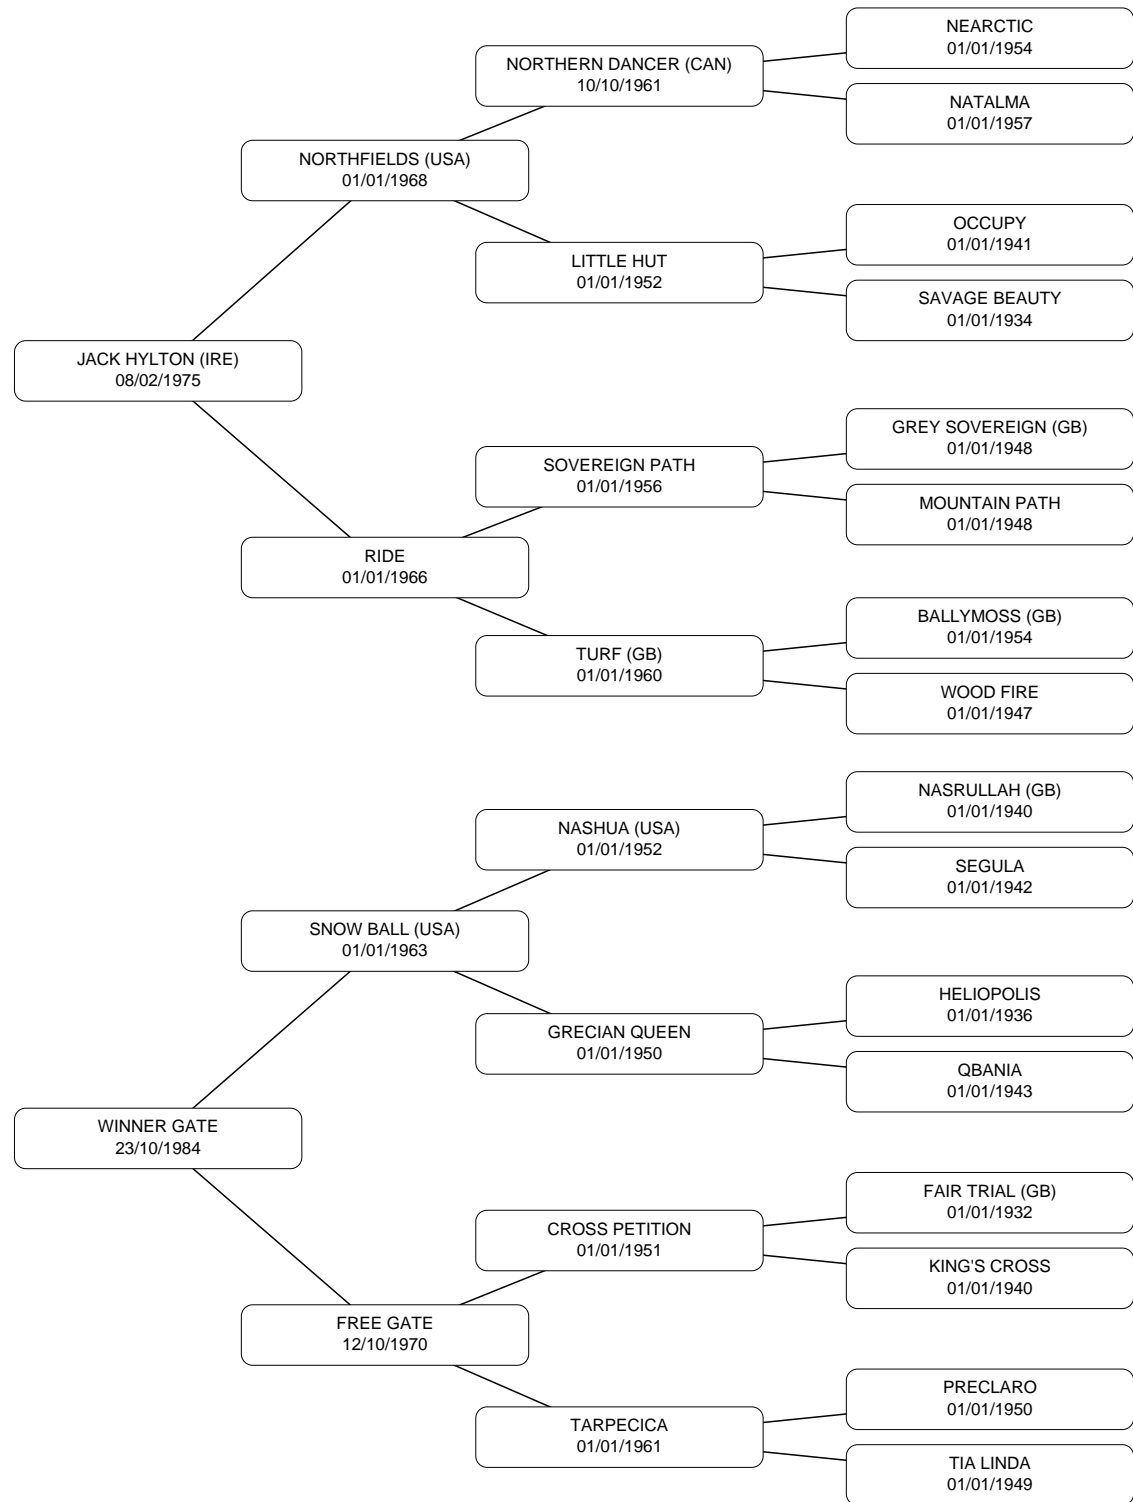 NEARCTIC
01/01/1954
NORTHERN DANCER (CAN)
10/10/1961
NATALMA
01/01/1957
NORTHFIELDS (USA)
01/01/1968
OCCUPY
01/01/1941
LITTLE HUT
01/01/1952
SAVAGE BEAUTY
01/01/1934
JACK HYLTON (IRE)
08/02/1975
GREY SOVEREIGN (GB)
01/01/1948
SOVEREIGN PATH
01/01/1956
MOUNTAIN PATH
01/01/1948
RIDE
01/01/1966
BALLYMOSS (GB)
01/01/1954
TURF (GB)
01/01/1960
WOOD FIRE
01/01/1947
NASRULLAH (GB)
01/01/1940
NASHUA (USA)
01/01/1952
SEGULA
01/01/1942
SNOW BALL (USA)
01/01/1963
HELIOPOLIS
01/01/1936
GRECIAN QUEEN
01/01/1950
QBANIA
01/01/1943
WINNER GATE
23/10/1984
FAIR TRIAL (GB)
01/01/1932
CROSS PETITION
01/01/1951
KING'S CROSS
01/01/1940
FREE GATE
12/10/1970
PRECLARO
01/01/1950
TARPECICA
01/01/1961
TIA LINDA
01/01/1949